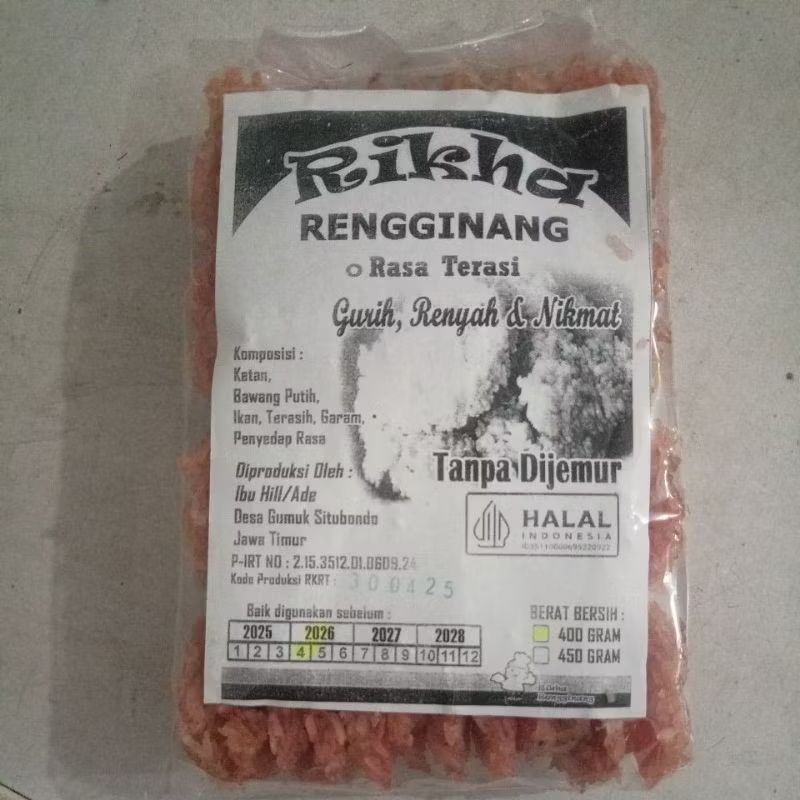 Rikha
RENGGINANG
o Rasa Terasi
Gurih, Renyah & Nikmat
Komposisi :
Ketan,
Bawang Putih,
Ikan, Terasih, Garam,
Penyedap Rasa
Tanpa Dijemur
Diproduksi Oleh :
Ibu Hill/Ade
Desa Gumuk Situbondo
Jawa Timur
HALAL
INDONESIA
P-IRT NO : 2.15.3512.01.0609.24
Kode Produksi RKRT : 300425
Baik digunakan sebelum :
2025 2026 2027 2028
1 2 3 4 5 6 7 8 9 10 11 12
BERAT BERSIH :
400 GRAM
450 GRAM
Rikha
Rengginang